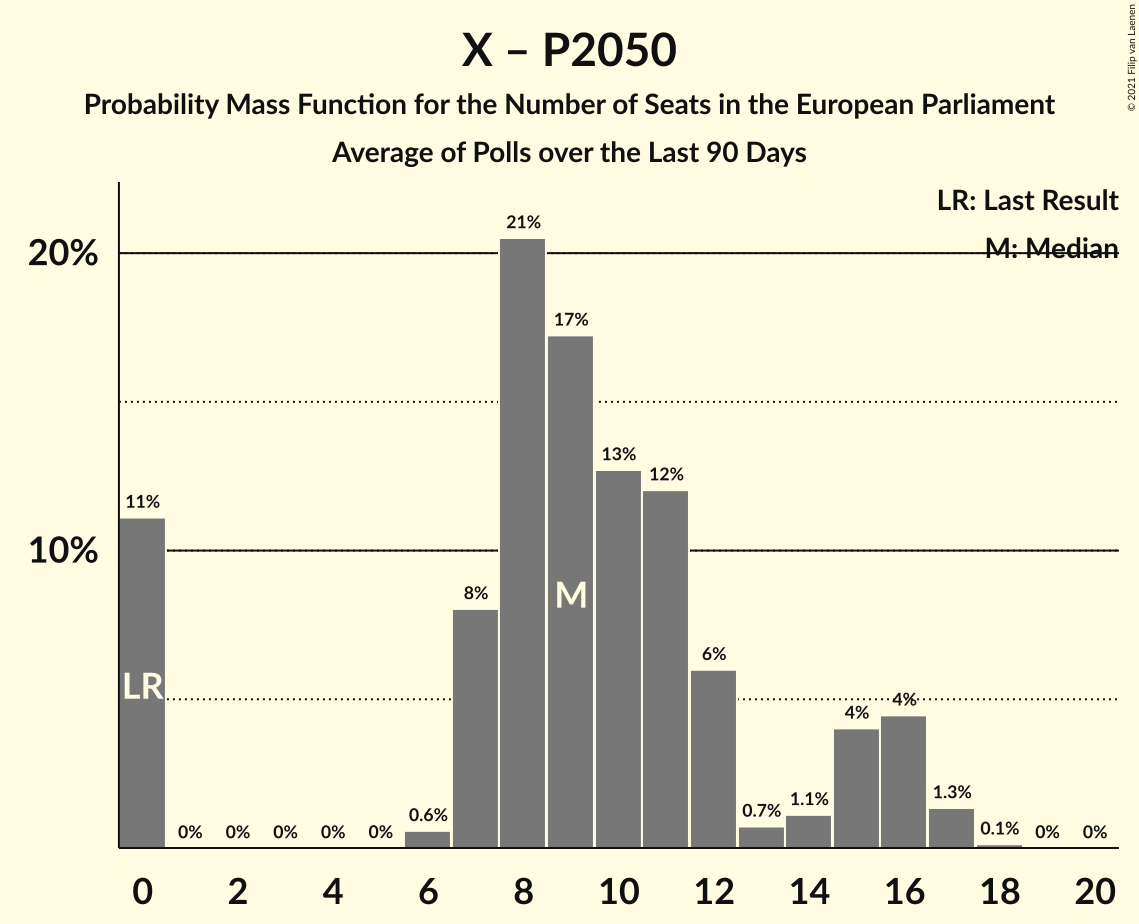 X – P2050
Probability Mass Function for the Number of Seats in the European Parliament
Average of Polls over the Last 90 Days
© 2021 Filip van Laenen
LR: Last Result
M: Median
20%
10%
11%
0%
0%
0%
0%
0%
0.6%
8%
21%
17%
13%
12%
6%
0.7%
1.1%
4%
4%
1.3%
0.1%
0%
0%
LR
M
0 2 4 6 8 10 12 14 16 18 20